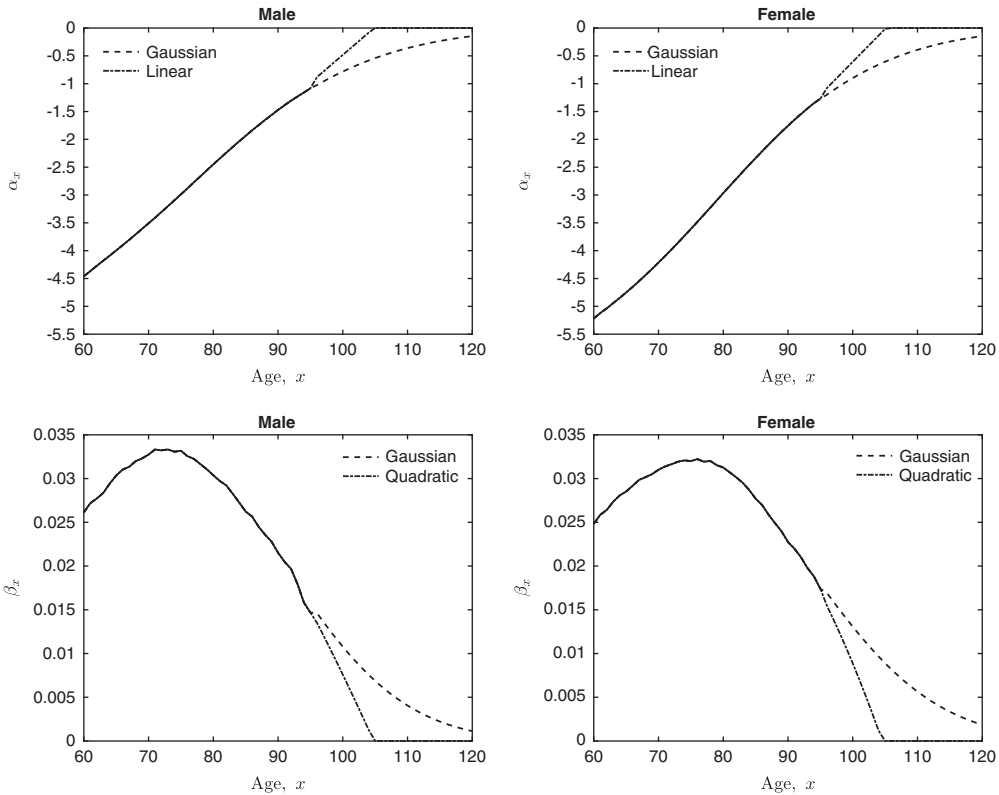 Male
0
-0.5
-1
-1.5
-2
-2.5
-3
-3.5
-4
-4.5
-5
-5.5
Gaussian
Linear
α_x
60 70 80 90 100 110 120
Age, x
Female
0
-0.5
-1
-1.5
-2
-2.5
-3
-3.5
-4
-4.5
-5
-5.5
Gaussian
Linear
α_x
60 70 80 90 100 110 120
Age, x
Male
0.035
0.03
0.025
0.02
0.015
0.01
0.005
0
Gaussian
Quadratic
β_x
60 70 80 90 100 110 120
Age, x
Female
0.035
0.03
0.025
0.02
0.015
0.01
0.005
0
Gaussian
Quadratic
β_x
60 70 80 90 100 110 120
Age, x